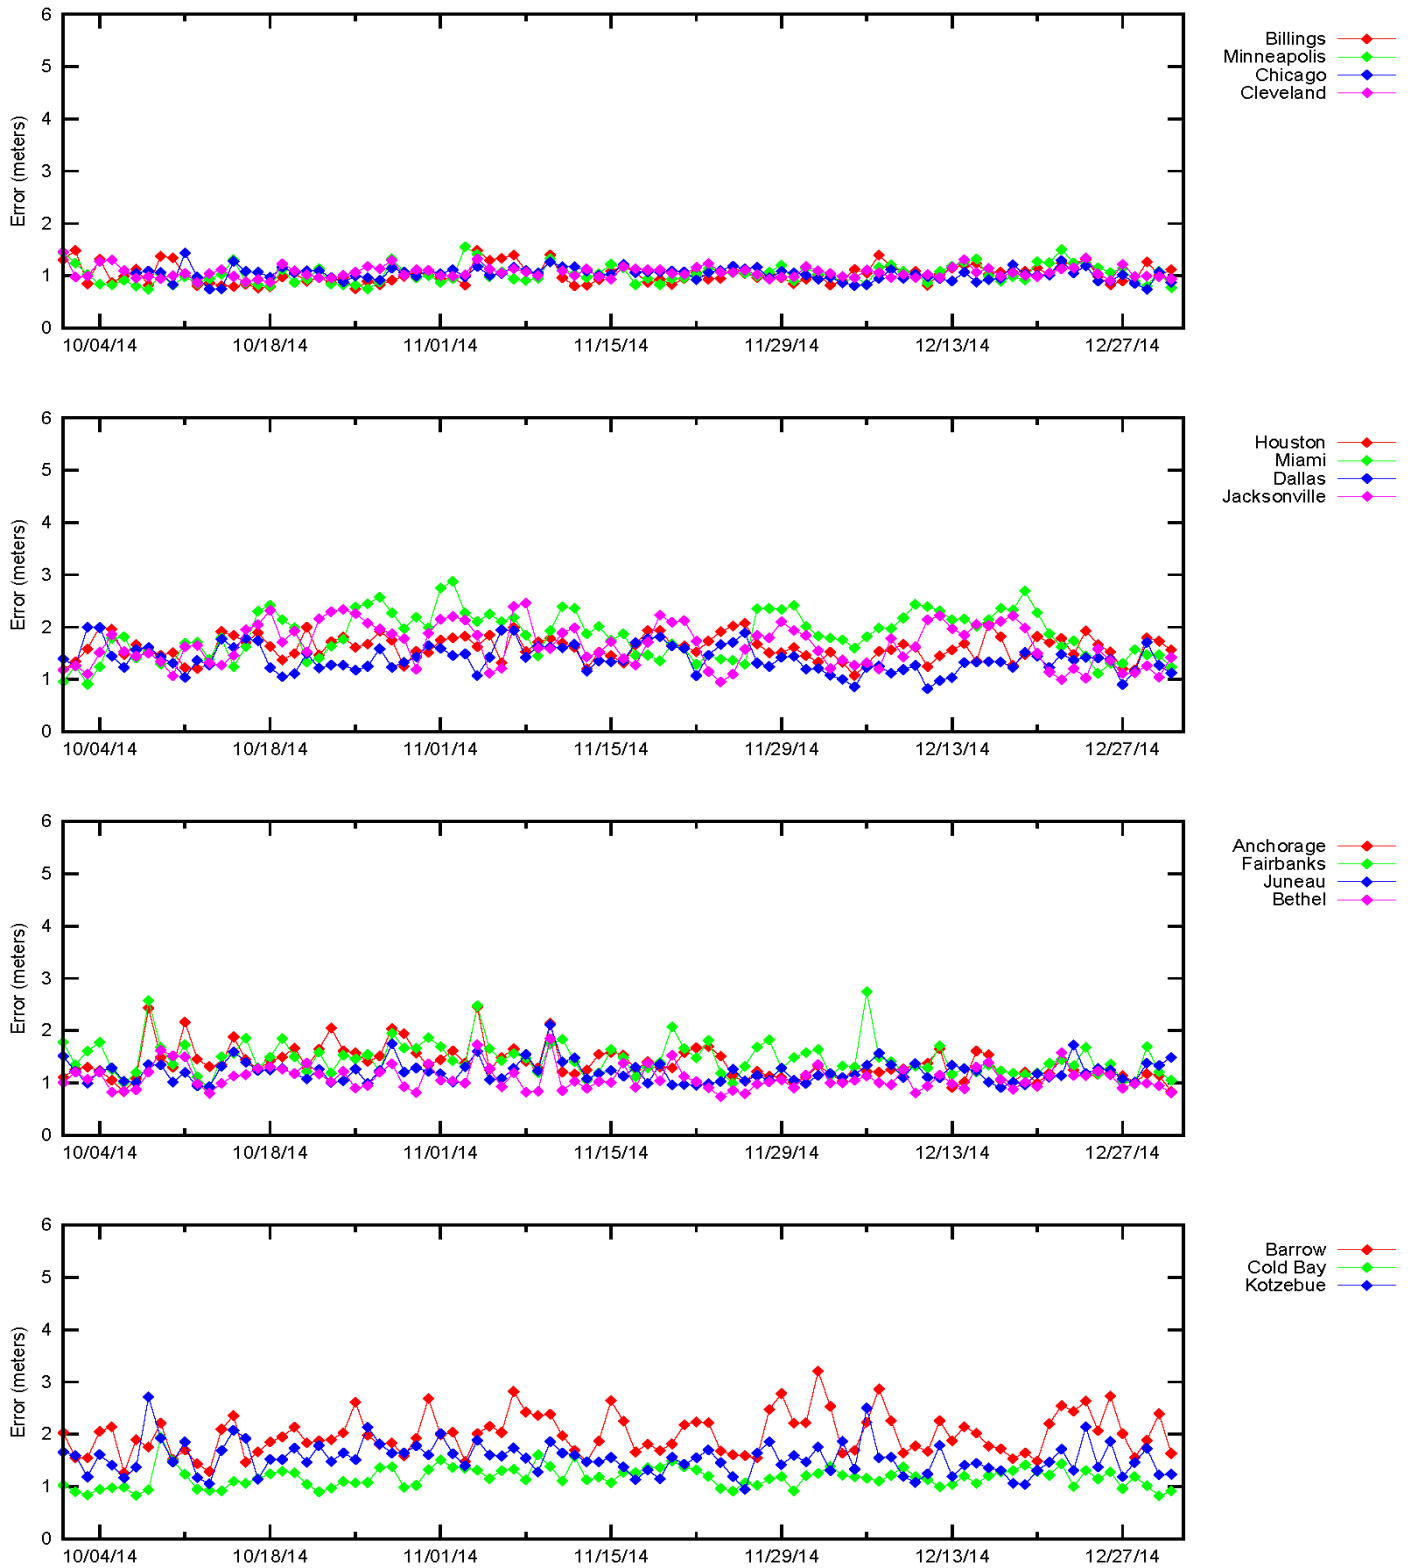 6
5
4
3
2
1
0
Error (meters)
10/04/14 10/18/14 11/01/14 11/15/14 11/29/14 12/13/14 12/27/14
Billings
Minneapolis
Chicago
Cleveland
6
5
4
3
2
1
0
Error (meters)
10/04/14 10/18/14 11/01/14 11/15/14 11/29/14 12/13/14 12/27/14
Houston
Miami
Dallas
Jacksonville
6
5
4
3
2
1
0
Error (meters)
10/04/14 10/18/14 11/01/14 11/15/14 11/29/14 12/13/14 12/27/14
Anchorage
Fairbanks
Juneau
Bethel
6
5
4
3
2
1
0
Error (meters)
10/04/14 10/18/14 11/01/14 11/15/14 11/29/14 12/13/14 12/27/14
Barrow
Cold Bay
Kotzebue